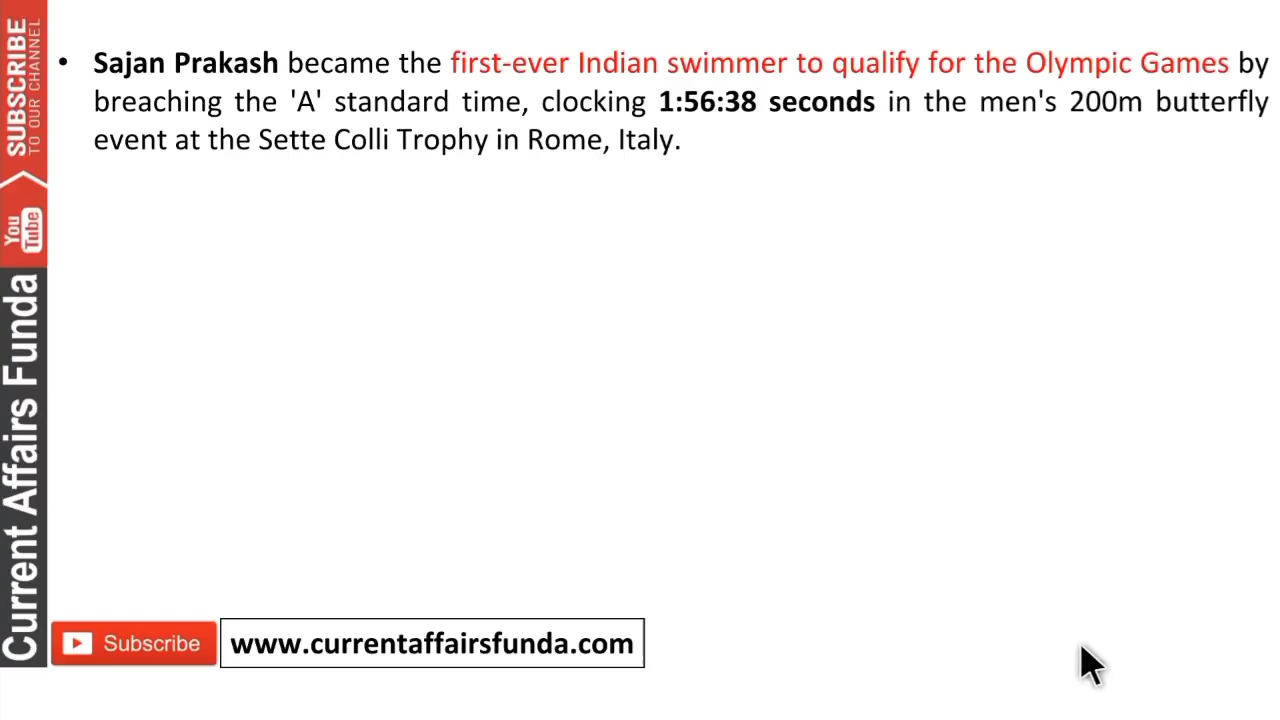 • Sajan Prakash became the first-ever Indian swimmer to qualify for the Olympic Games by
breaching the 'A' standard time, clocking 1:56:38 seconds in the men's 200m butterfly
event at the Sette Colli Trophy in Rome, Italy.
SUBSCRIBE
TO OUR CHANNEL
You
Tube
Current Affairs Funda
Subscribe
www.currentaffairsfunda.com